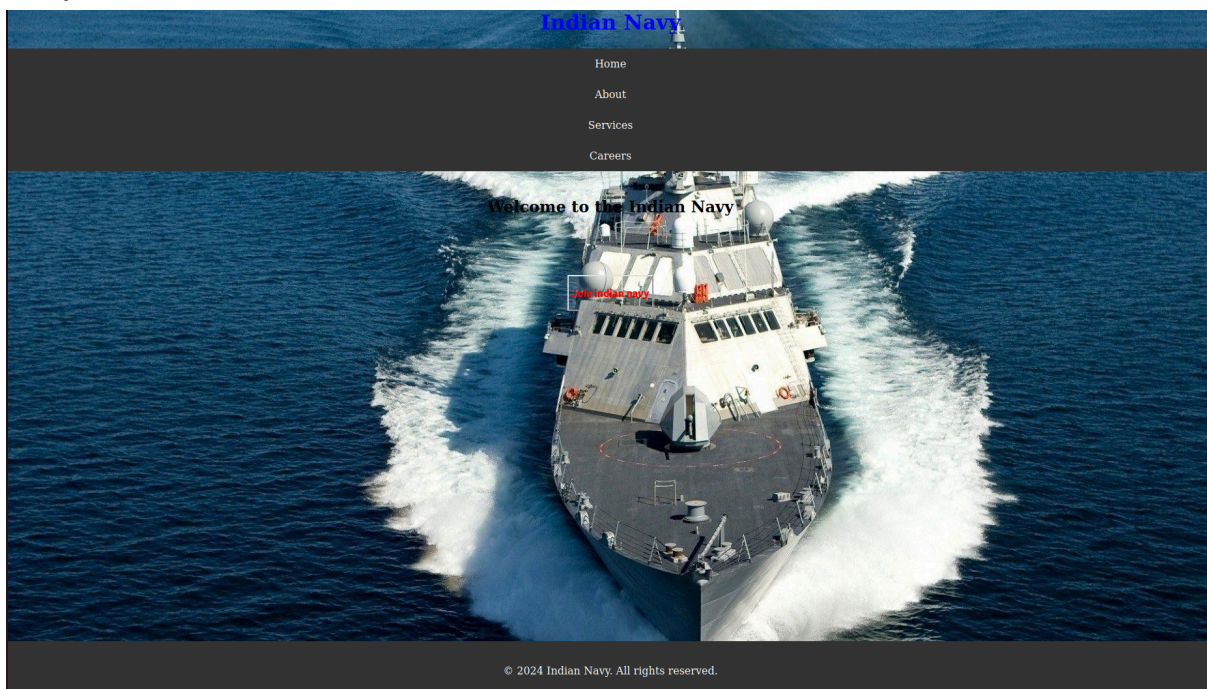 Indian Navy
Home
About
Services
Careers
Welcome to the Indian Navy
Join indian navy
© 2024 Indian Navy. All rights reserved.